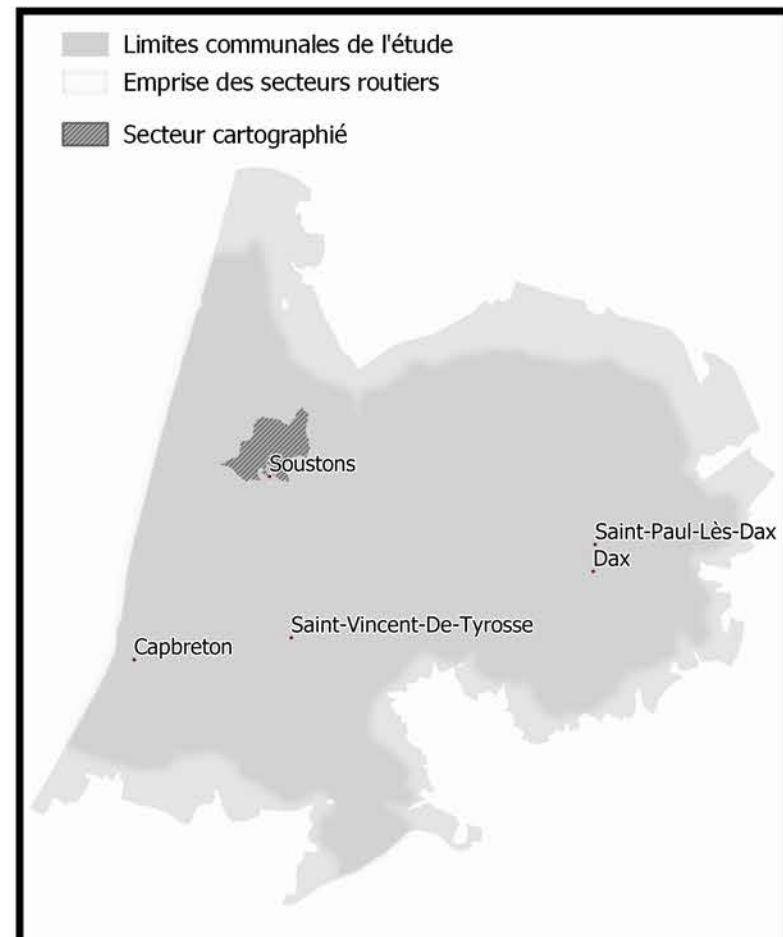 Limites communales de l'étude
Emprise des secteurs routiers
Secteur cartographié
Soustons
Saint-Paul-Lès-Dax
Dax
Saint-Vincent-De-Tyrosse
Capbreton